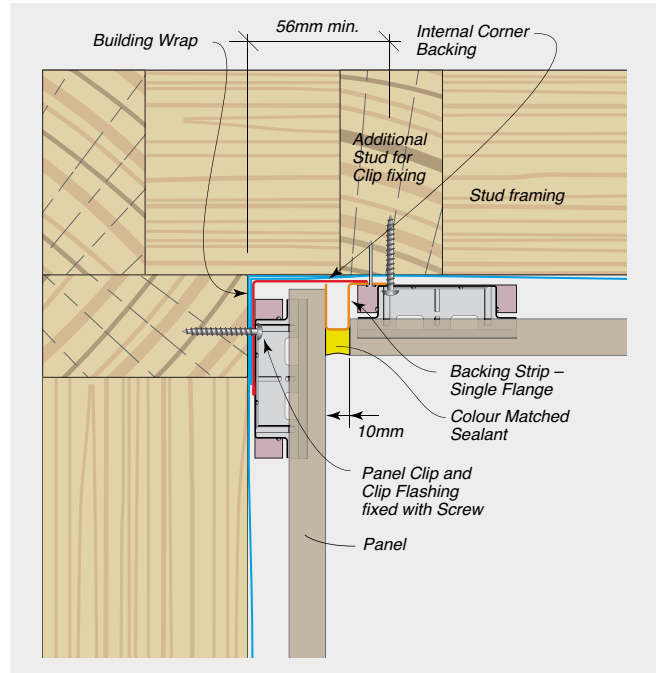 56mm min.
Building Wrap
Internal Corner
Backing
Additional
Stud for
Clip fixing
Stud framing
Backing Strip –
Single Flange
Colour Matched
Sealant
10mm
Panel Clip and
Clip Flashing
fixed with Screw
Panel